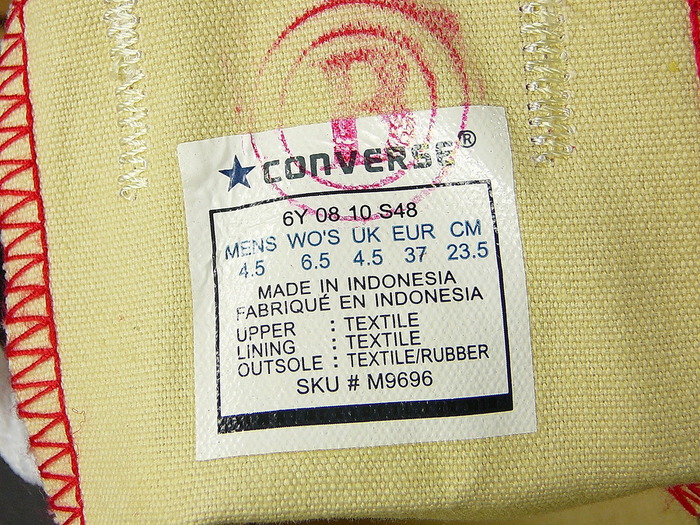 R
CONVERSE®
6Y 08 10 S48
MENS WO'S UK EUR CM
4.5 6.5 4.5 37 23.5
MADE IN INDONESIA
FABRIQUÉ EN INDONESIA
UPPER : TEXTILE
LINING : TEXTILE
OUTSOLE : TEXTILE/RUBBER
SKU # M9696